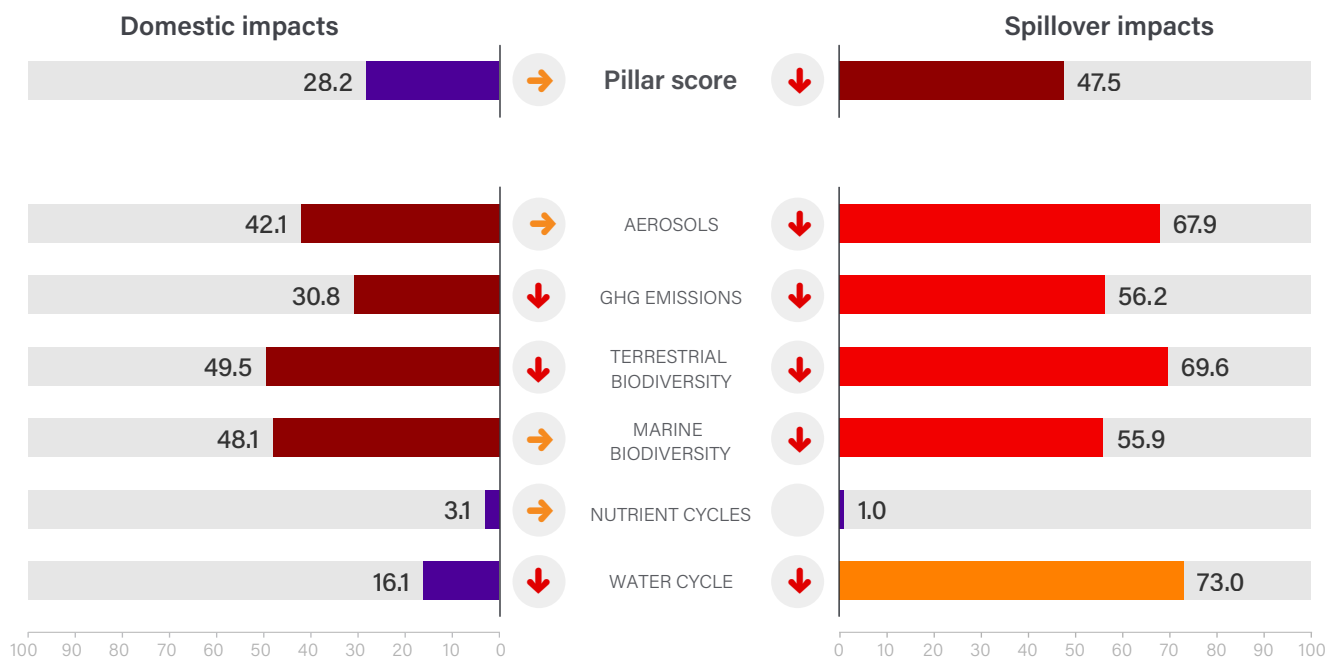 Domestic impacts
Spillover impacts
28.2
Pillar score
47.5
42.1
AEROSOLS
67.9
30.8
GHG EMISSIONS
56.2
49.5
TERRESTRIAL
BIODIVERSITY
69.6
48.1
MARINE
BIODIVERSITY
55.9
3.1
NUTRIENT CYCLES
1.0
16.1
WATER CYCLE
73.0
100 90 80 70 60 50 40 30 20 10 0
0 10 20 30 40 50 60 70 80 90 100